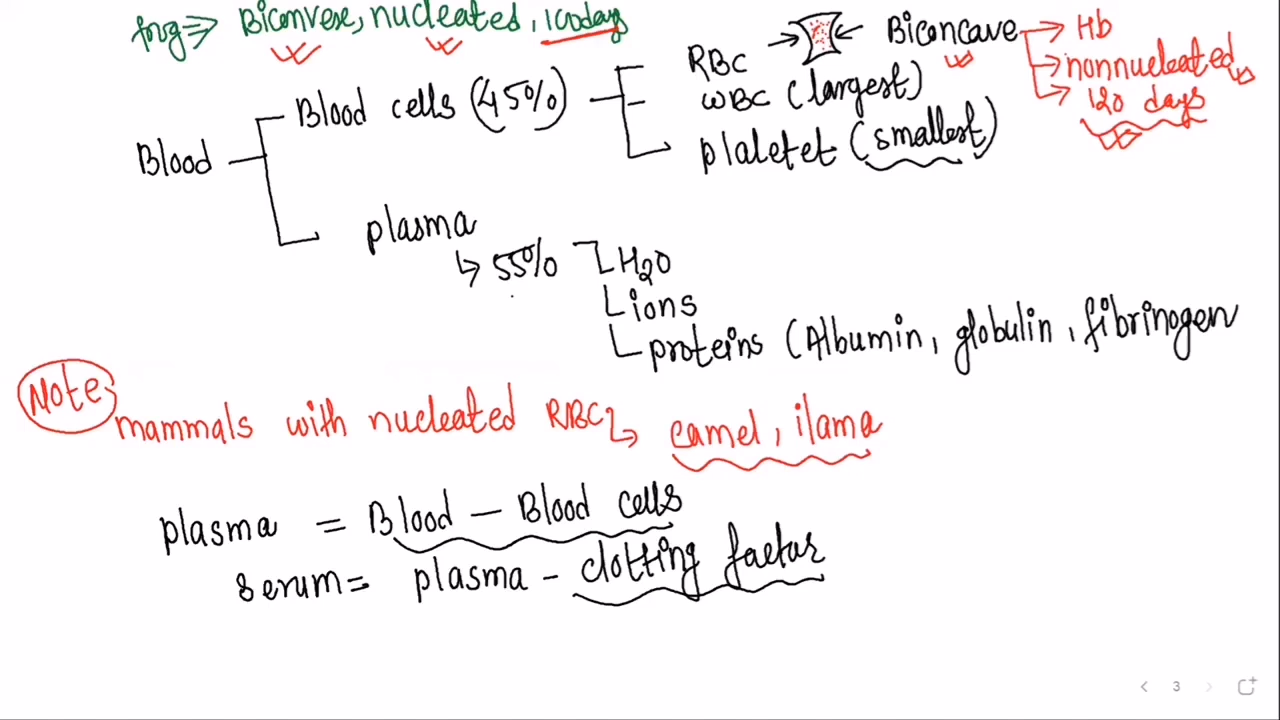 frog ⇒ Biconvex, nucleated, 100days
RBC → ← Biconcave → Hb
→ nonnucleated
→ 120 days
Blood cells (45%)
WBC (largest)
platetet (smallest)
Blood
plasma
↳ 55%
H2O
ions
proteins (Albumin, globulin, fibrinogen
Note
mammals with nucleated RBC ↳ camel, ilama
plasma = Blood - Blood cells
serum = plasma - clotting factor
3